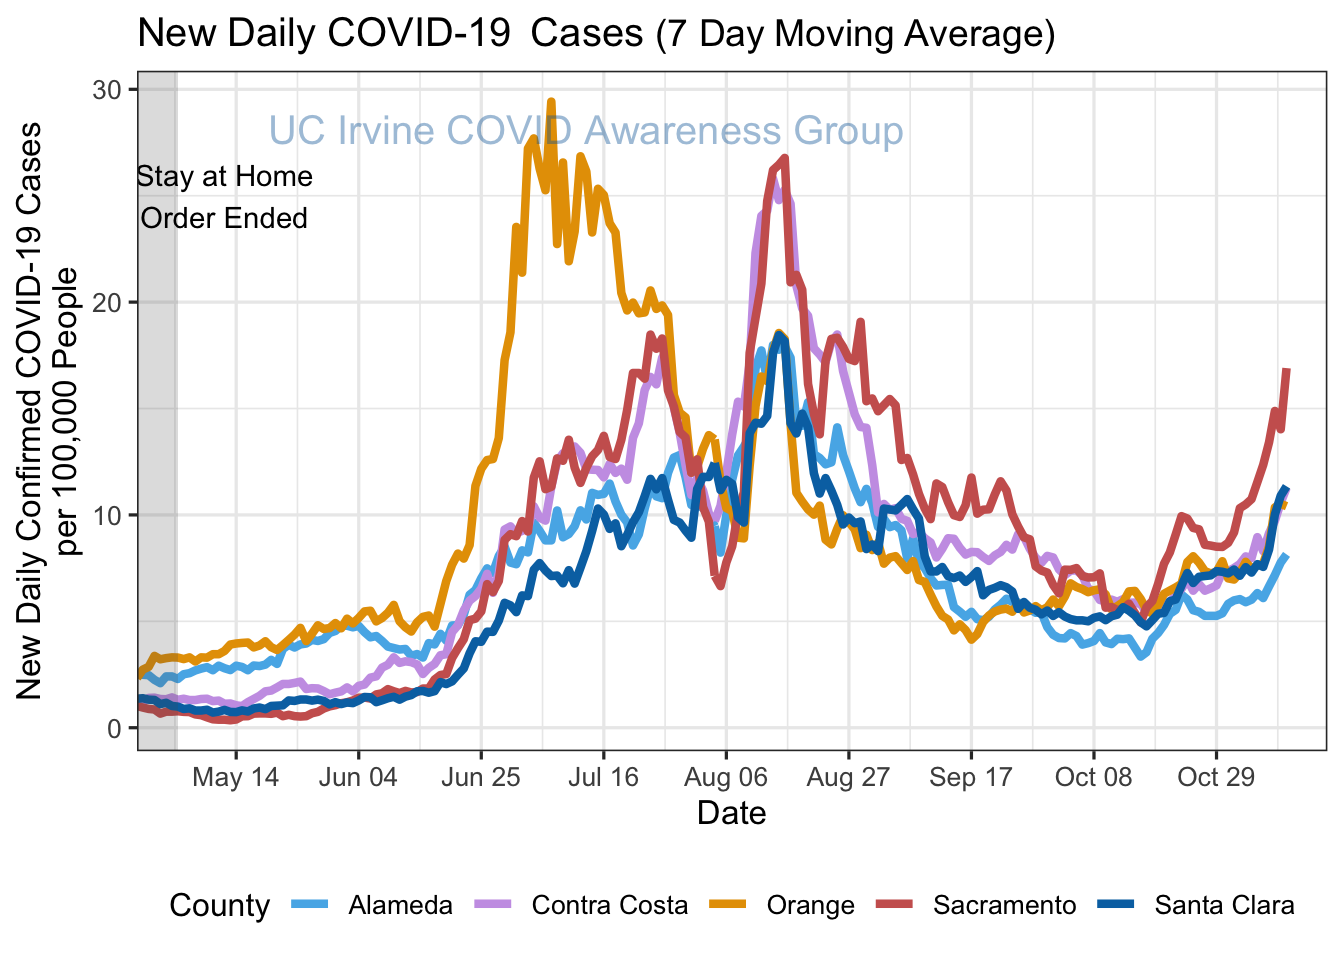 New Daily COVID-19  Cases (7 Day Moving Average)
New Daily Confirmed COVID-19 Cases
per 100,000 People
30
20
10
0
UC Irvine COVID Awareness Group
Stay at Home
Order Ended
May 14
Jun 04
Jun 25
Jul 16
Aug 06
Aug 27
Sep 17
Oct 08
Oct 29
Date
County
Alameda
Contra Costa
Orange
Sacramento
Santa Clara